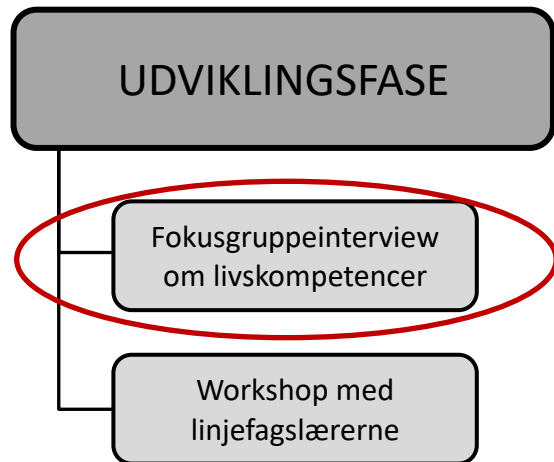 UDVIKLINGSFASE
Fokusgruppeinterview
om livskompetencer
Workshop med
linjefagslærerne